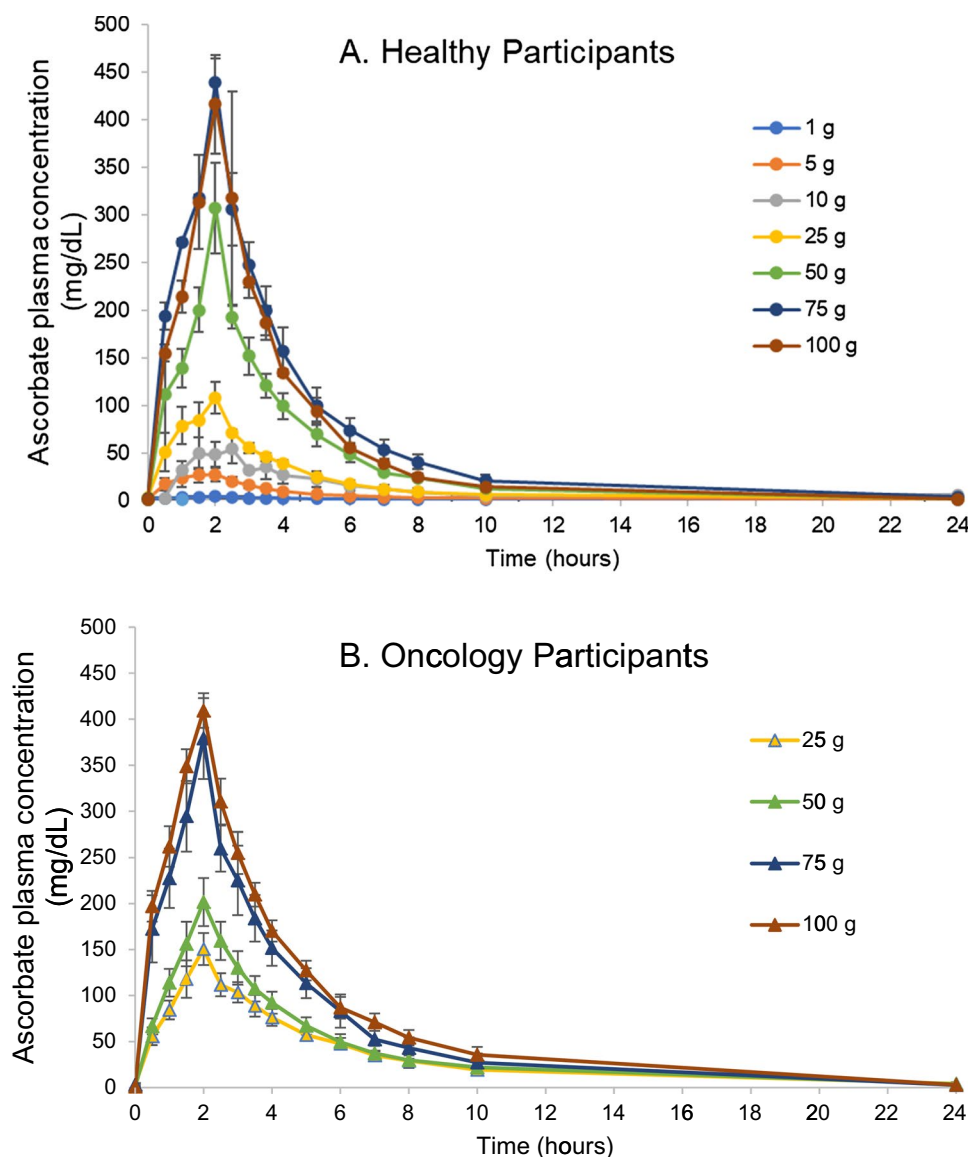 A. Healthy Participants
Ascorbate plasma concentration
(mg/dL)
500
450
400
350
300
250
200
150
100
50
0
1 g
5 g
10 g
25 g
50 g
75 g
100 g
0 2 4 6 8 10 12 14 16 18 20 22 24
Time (hours)
B. Oncology Participants
Ascorbate plasma concentration
(mg/dL)
500
450
400
350
300
250
200
150
100
50
0
25 g
50 g
75 g
100 g
0 2 4 6 8 10 12 14 16 18 20 22 24
Time (hours)